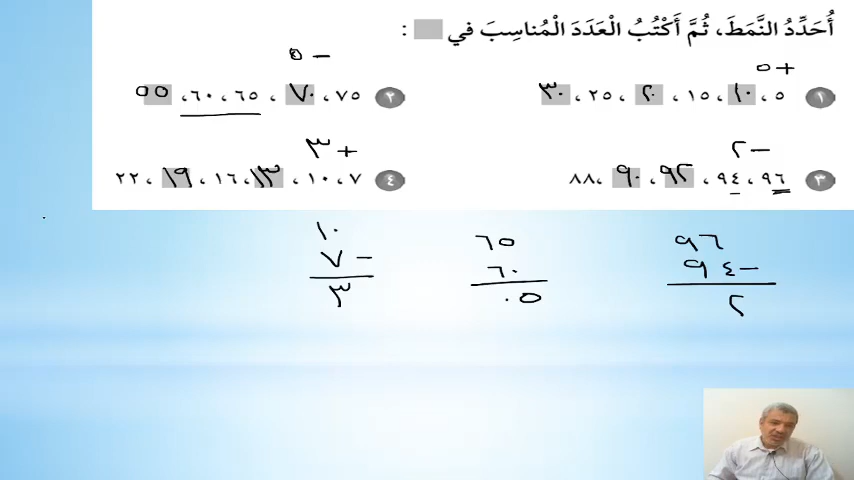 أُحَدِّدُ النَّمَطَ، ثُمَّ أَكْتُبُ الْعَدَدَ الْمُناسِبَ في :
+ ٥
١ ٥ ، ١٠ ، ١٥ ، ٢٠ ، ٢٥ ، ٣٠
- ٥
٢ ٧٥ ، ٧٠ ، ٦٥ ، ٦٠ ، ٥٥
- ٢
٣ ٩٦ ، ٩٤ ، ٩٢ ، ٩٠ ، ٨٨
+ ٣
٤ ٧ ، ١٠ ، ١٣ ، ١٦ ، ١٩ ، ٢٢
٩٦
٩٤ -
٢
٦٥
٦٠
٠٥
١٠
٧ -
٣